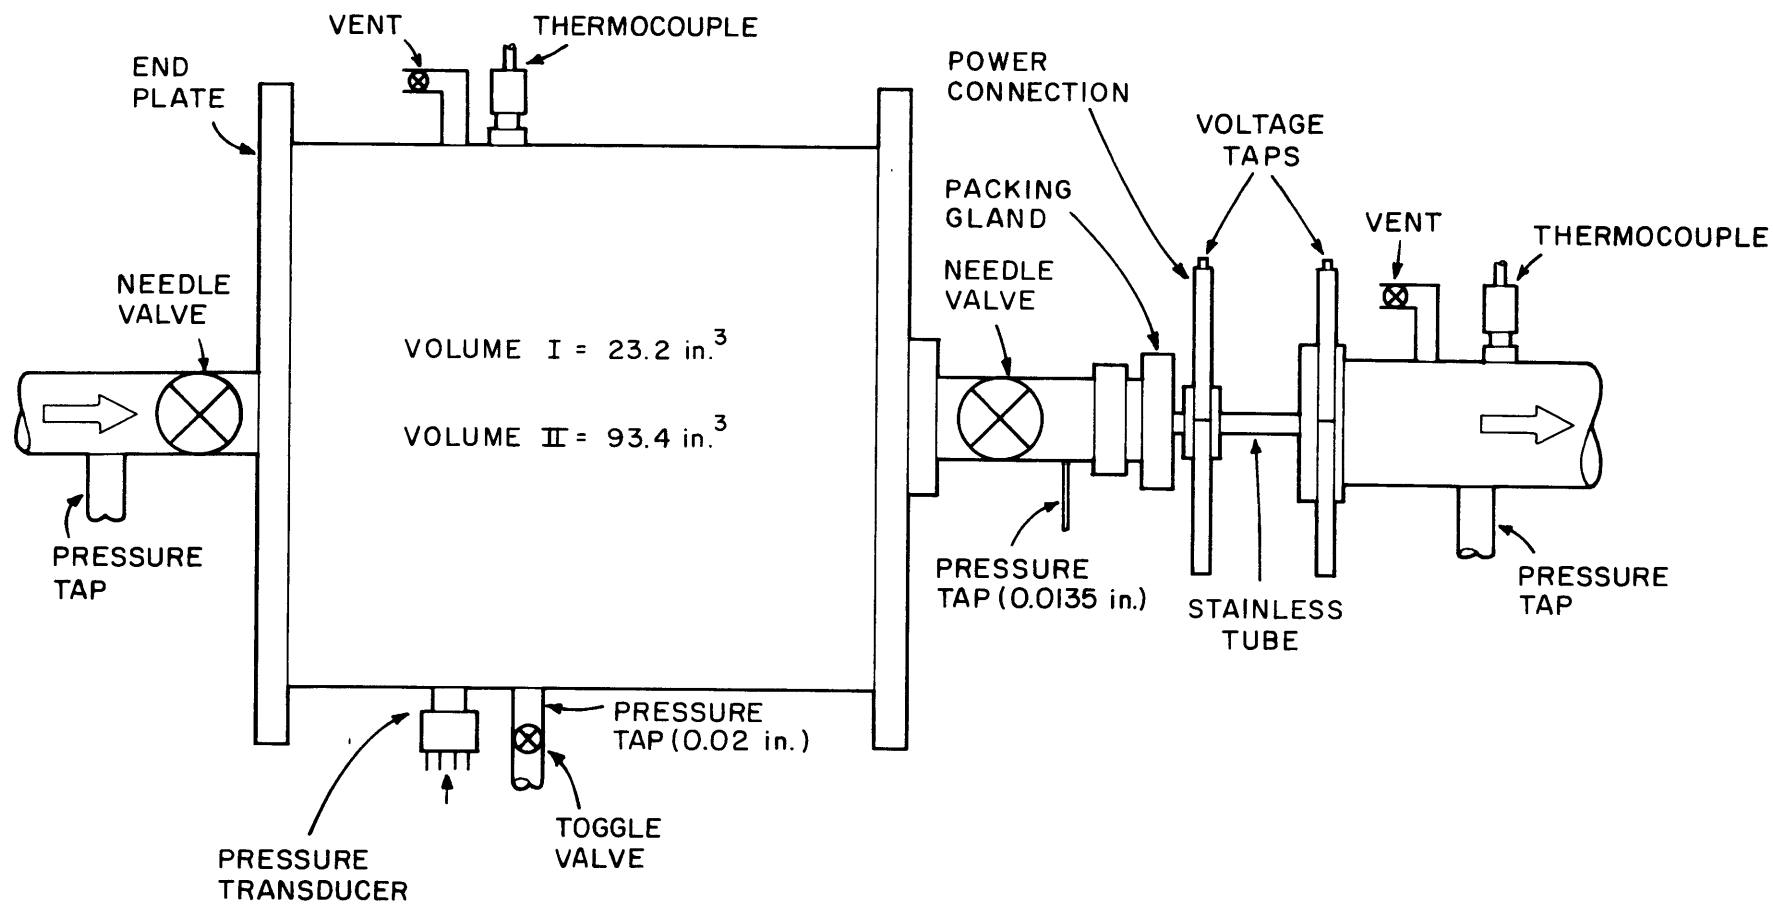 VENT
THERMOCOUPLE
END
PLATE
POWER
CONNECTION
VOLTAGE
TAPS
PACKING
GLAND
VENT
THERMOCOUPLE
NEEDLE
VALVE
NEEDLE
VALVE
VOLUME I = 23.2 in.³
VOLUME II = 93.4 in.³
PRESSURE
TAP
PRESSURE
TAP (0.0135 in.)
STAINLESS
TUBE
PRESSURE
TAP
PRESSURE
TAP (0.02 in.)
TOGGLE
VALVE
PRESSURE
TRANSDUCER